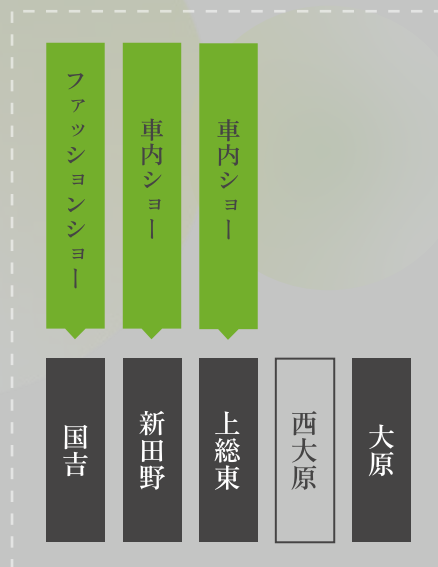 ファッションショー
車内ショー
車内ショー
国吉
新田野
上総東
西大原
大原